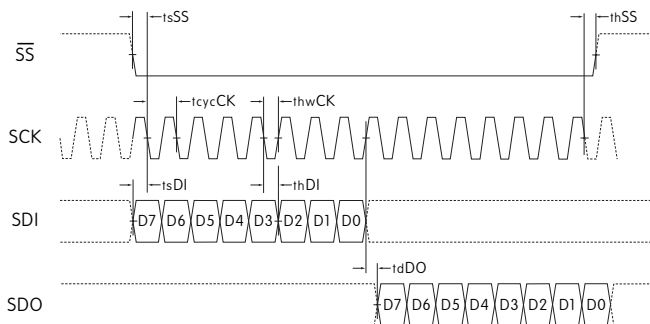 tsSS thSS
SS
tcycCK thwCK
SCK
tsDI thDI
SDI D7 D6 D5 D4 D3 D2 D1 D0
tdDO
SDO D7 D6 D5 D4 D3 D2 D1 D0